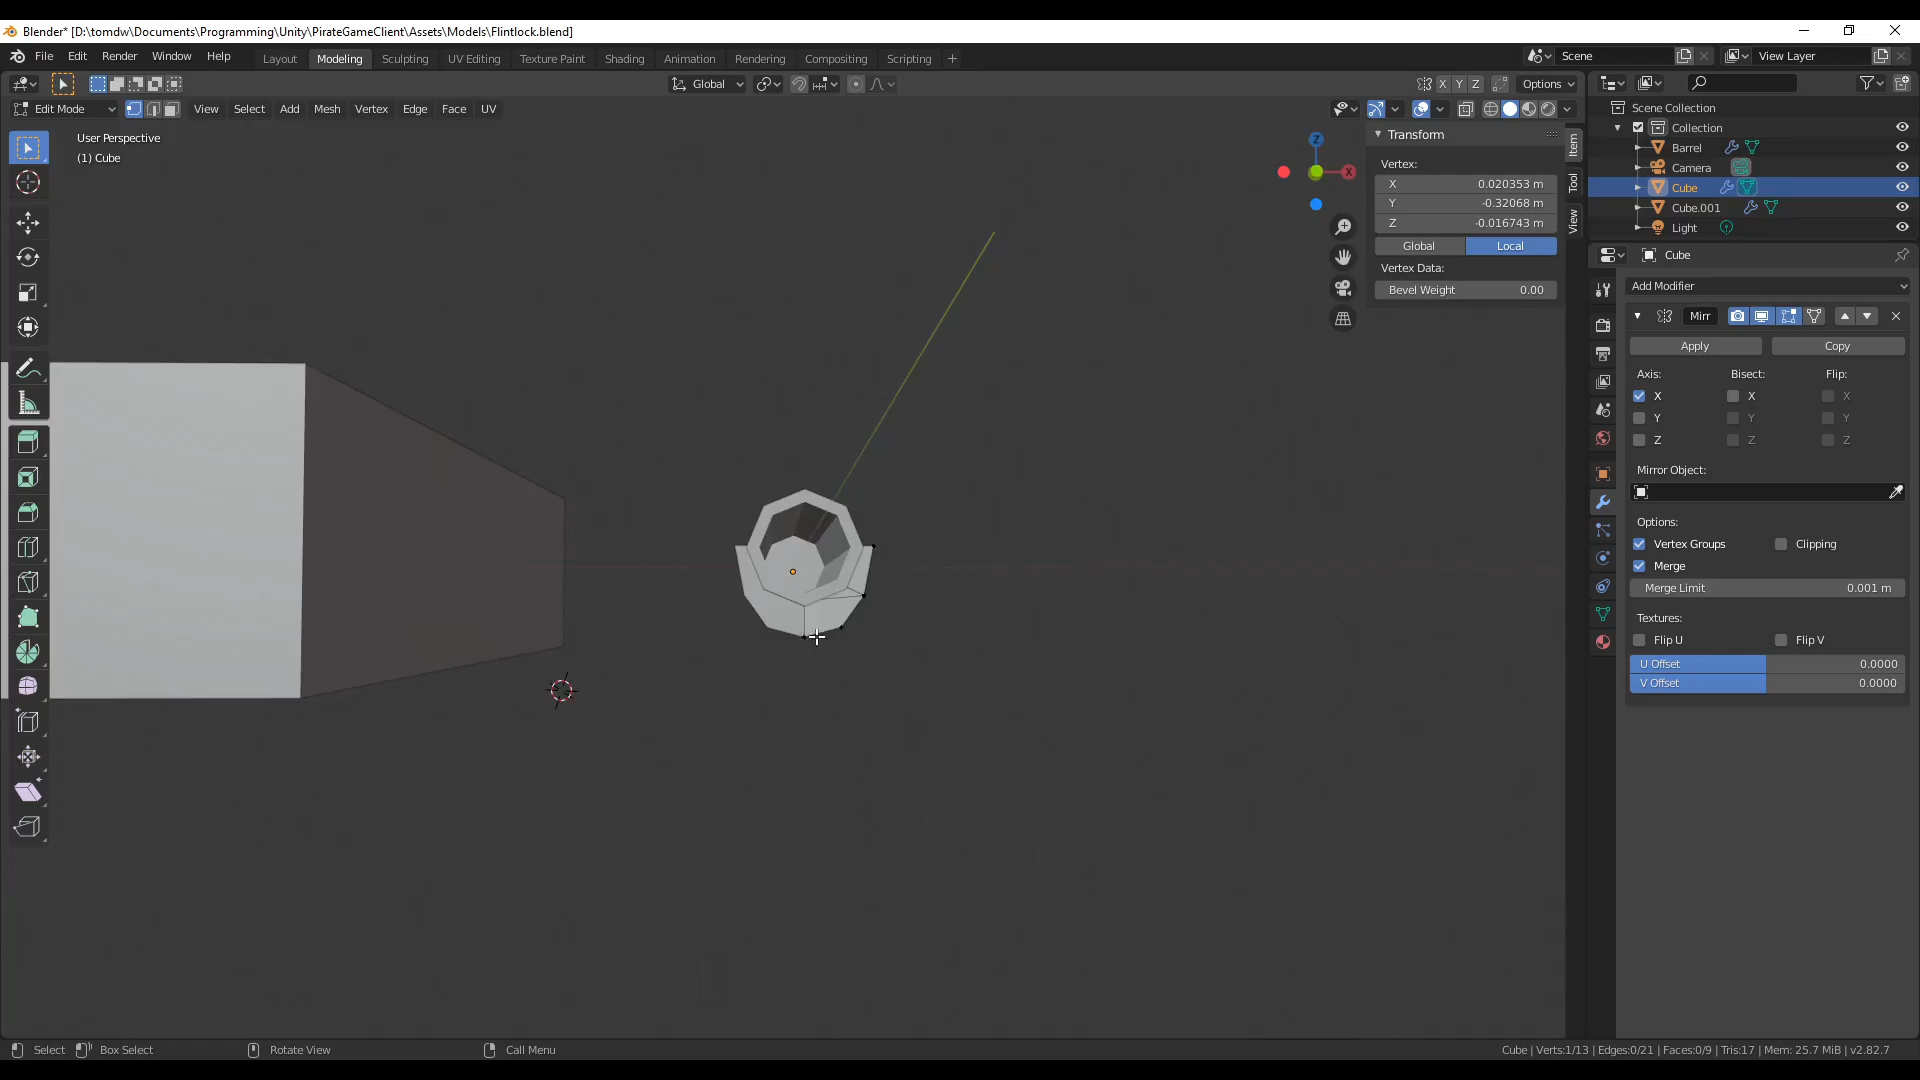 Blender* [D:\tomdw\Documents\Programming\Unity\PirateGameClient\Assets\Models\Flintlock.blend]
File Edit Render Window Help Layout Modeling Sculpting UV Editing Texture Paint Shading Animation Rendering Compositing Scripting + Scene View Layer
Global X Y Z Options
Edit Mode View Select Add Mesh Vertex Edge Face UV
User Perspective
(1) Cube
X
Transform
Vertex:
X 0.020353 m
Y -0.32068 m
Z -0.016743 m
Global Local
Vertex Data:
Bevel Weight 0.00
Item
Tool
View
Scene Collection
Collection
Barrel
Camera
Cube
Cube.001
Light
Cube
Add Modifier
Mirr
Apply Copy
Axis: Bisect: Flip:
X X X
Y Y Y
Z Z Z
Mirror Object:
Options:
Vertex Groups Clipping
Merge
Merge Limit 0.001 m
Textures:
Flip U Flip V
U Offset 0.0000
V Offset 0.0000
Select Box Select Rotate View Call Menu Cube | Verts:1/13 | Edges:0/21 | Faces:0/9 | Tris:17 | Mem: 25.7 MiB | v2.82.7